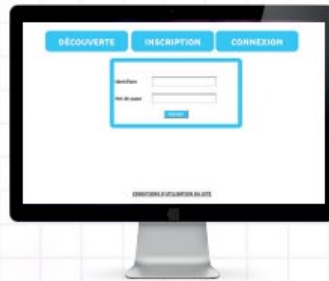 DÉCOUVERTE INSCRIPTION CONNEXION
Identifiant
Mot de passe
CONDITIONS D'UTILISATION DU SITE